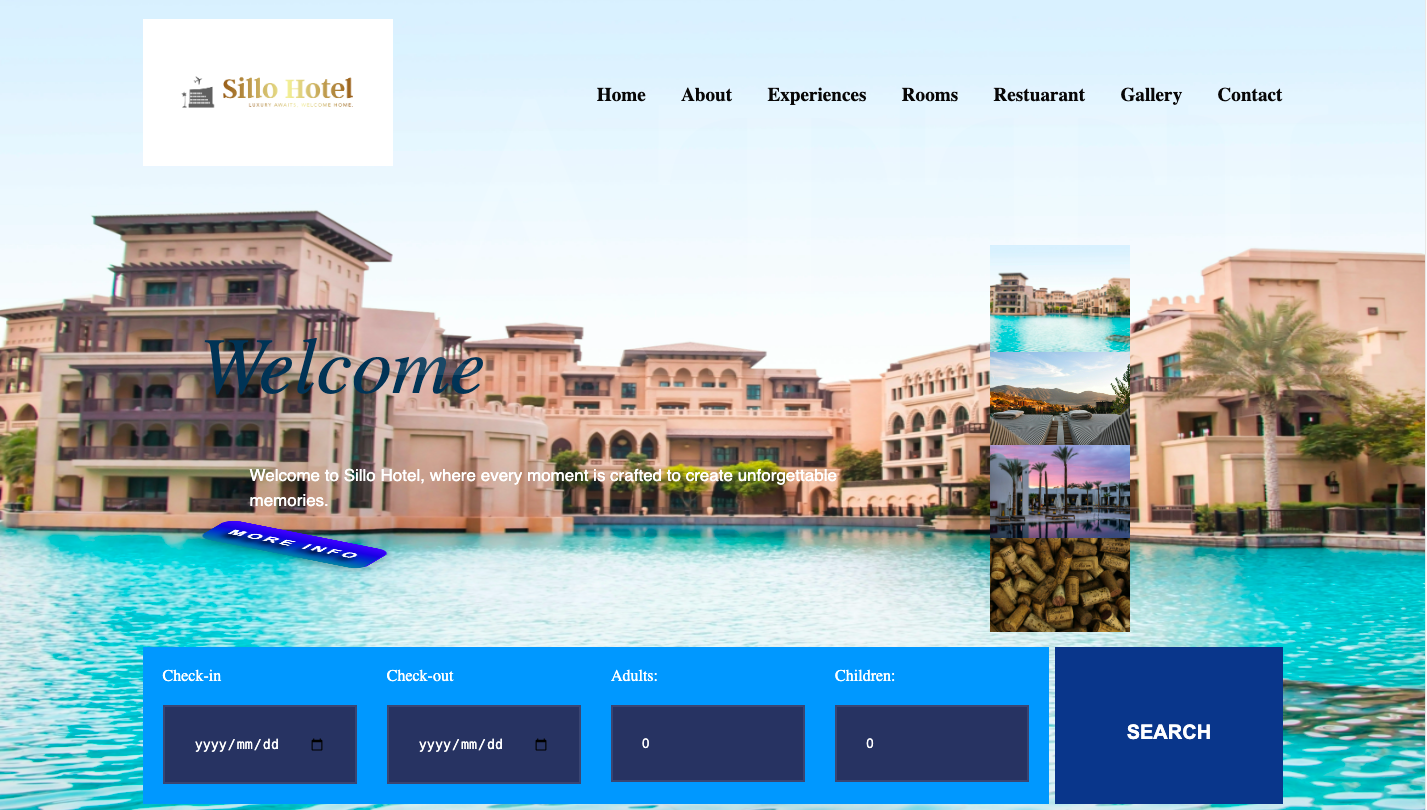 Sillo Hotel
LUXURY AWAITS, WELCOME HOME.
Home About Experiences Rooms Restuarant Gallery Contact
Welcome
Welcome to Sillo Hotel, where every moment is crafted to create unforgettable
memories.
MORE INFO
Check-in Check-out Adults: Children:
yyyy/mm/dd yyyy/mm/dd 0 0
SEARCH